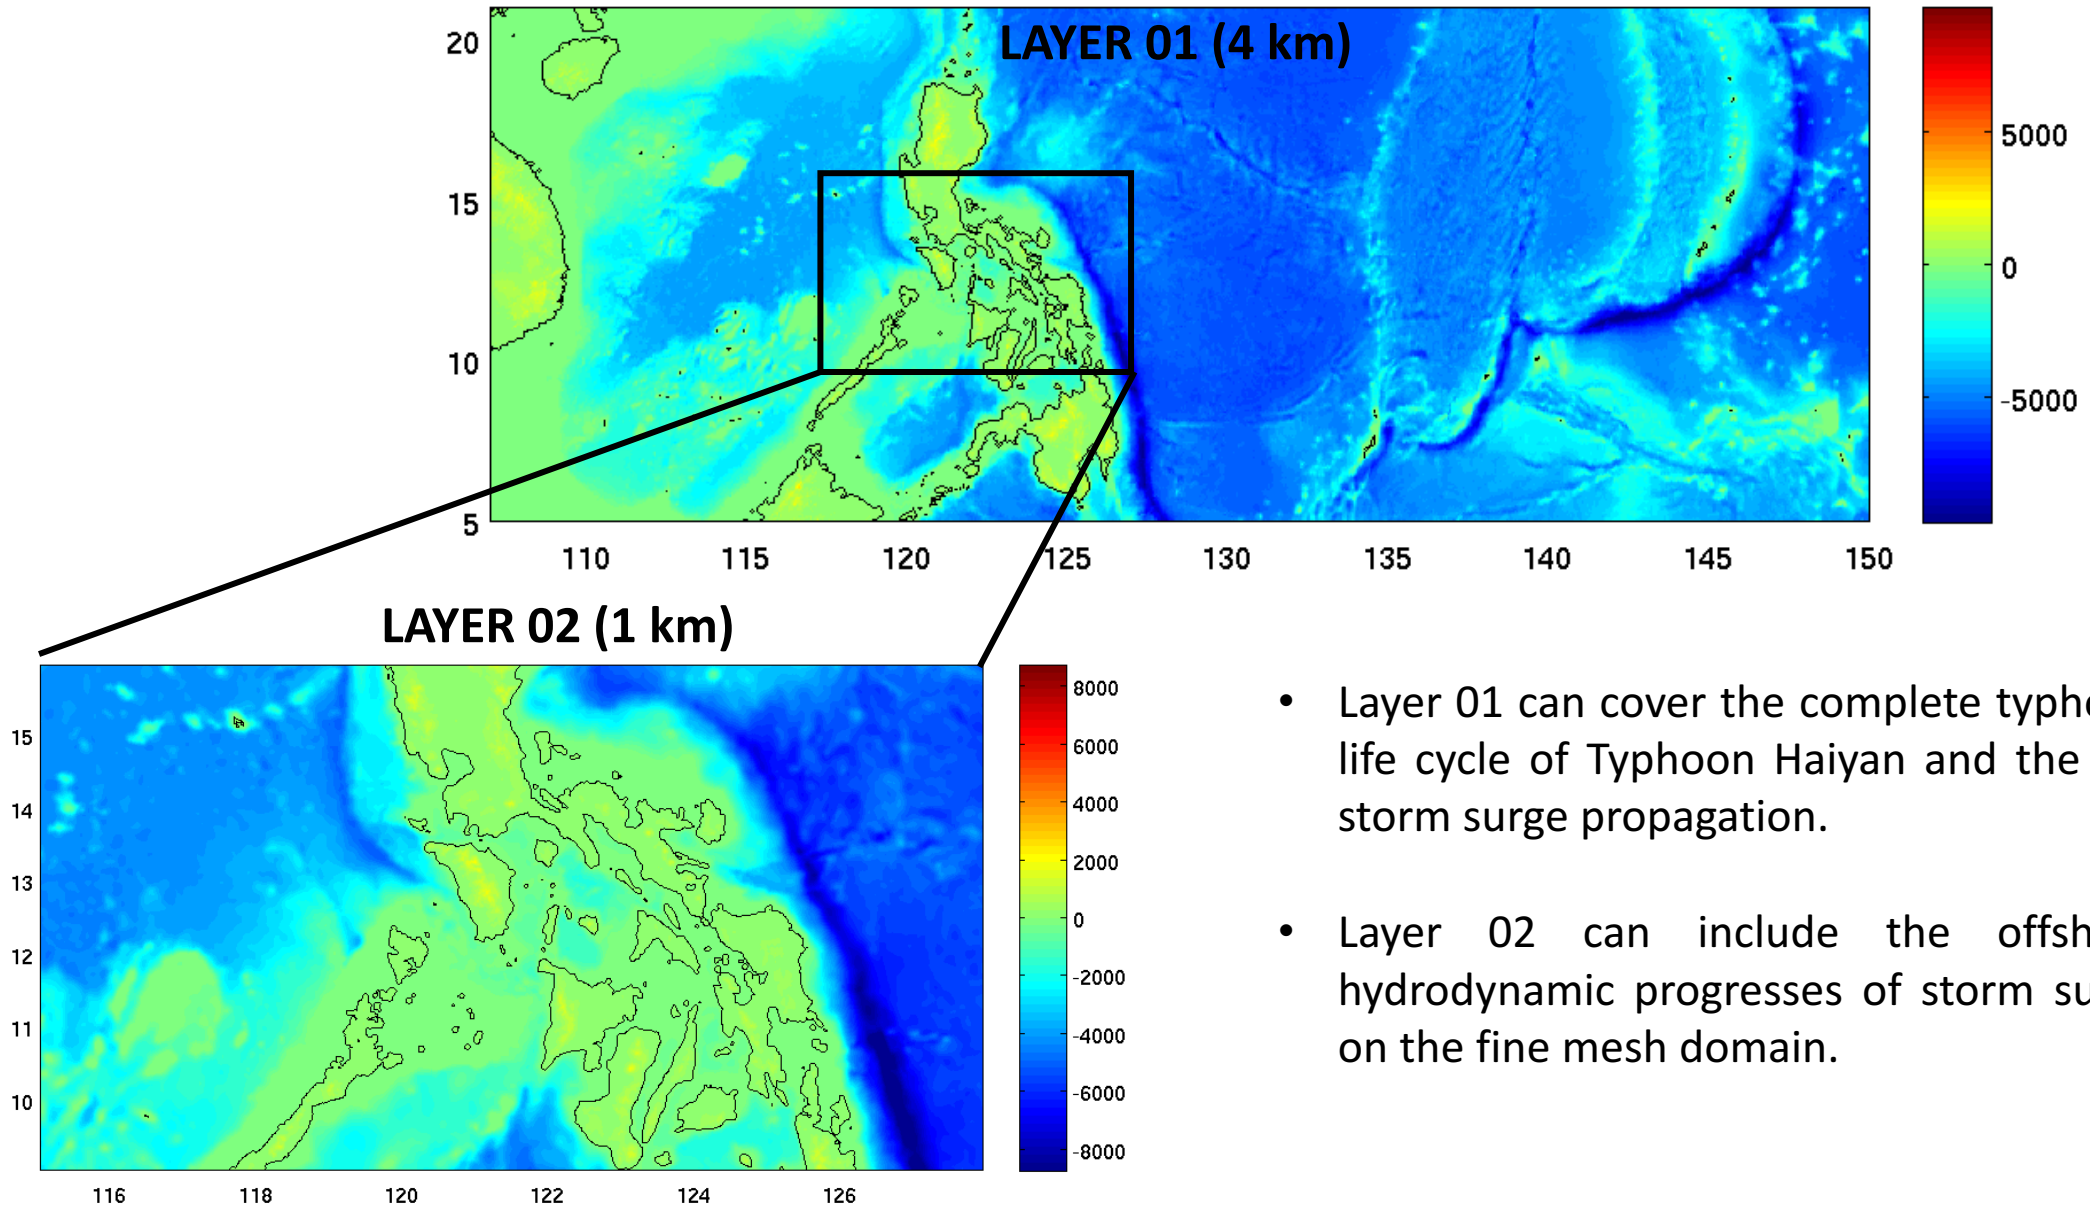 LAYER 01 (4 km)
20
15
10
5
110 115 120 125 130 135 140 145 150
5000
0
-5000
LAYER 02 (1 km)
15
14
13
12
11
10
116 118 120 122 124 126
8000
6000
4000
2000
0
-2000
-4000
-6000
-8000
• Layer 01 can cover the complete typho
life cycle of Typhoon Haiyan and the
storm surge propagation.
• Layer 02 can include the offsh
hydrodynamic progresses of storm su
on the fine mesh domain.